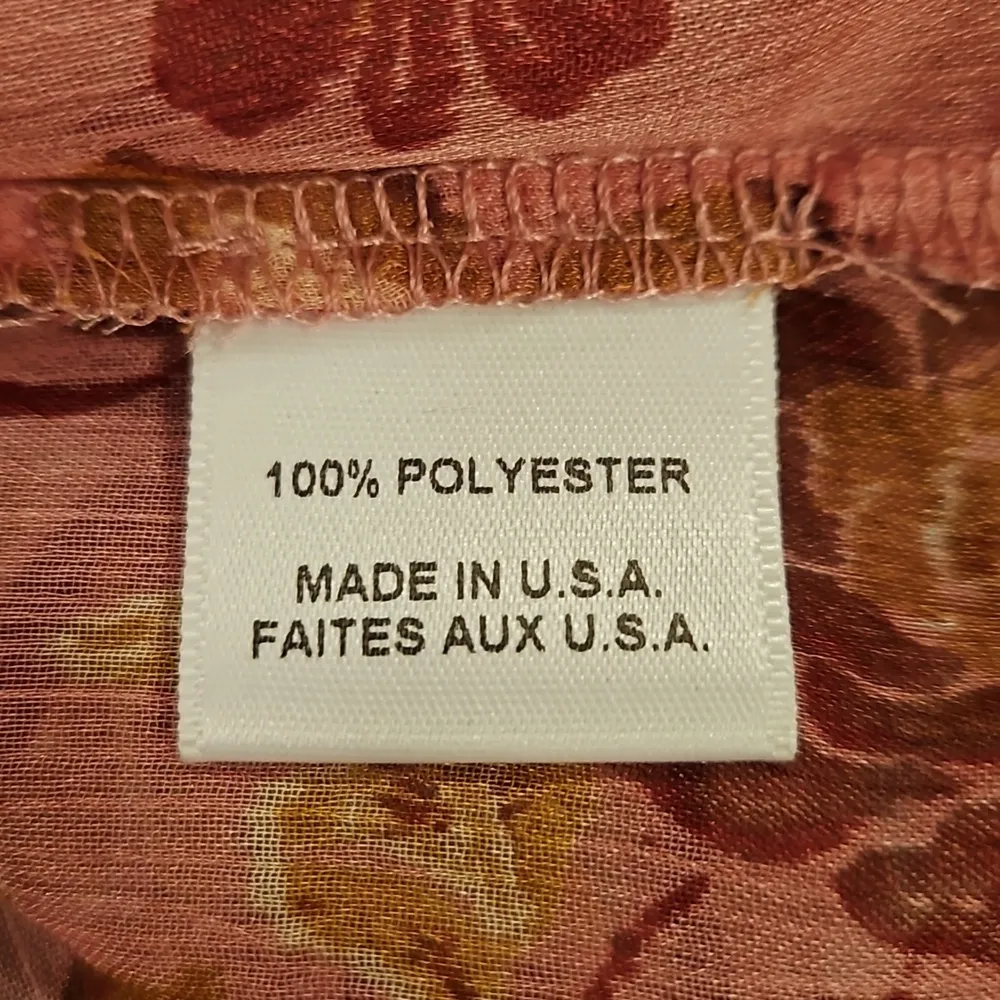 100% POLYESTER
MADE IN U.S.A.
FAITES AUX U.S.A.